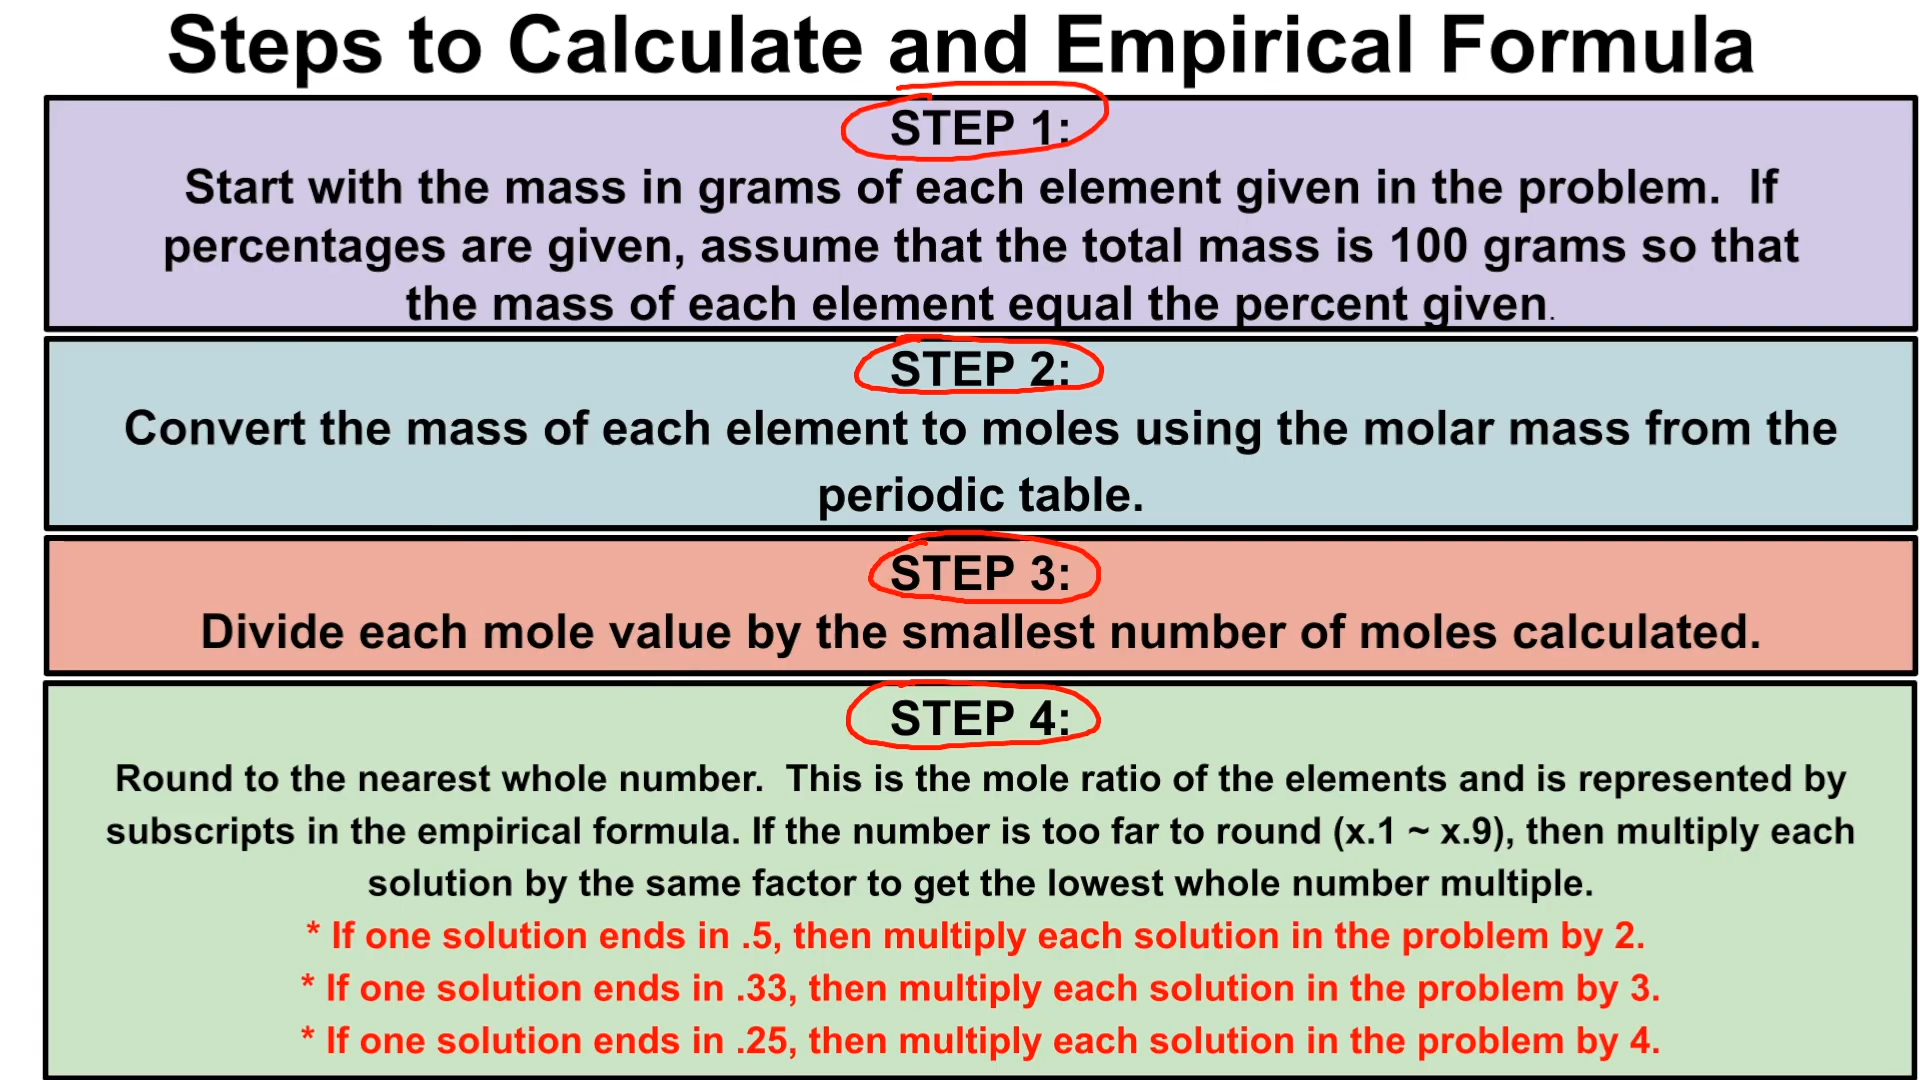 Steps to Calculate and Empirical Formula
STEP 1:
Start with the mass in grams of each element given in the problem.  If
percentages are given, assume that the total mass is 100 grams so that
the mass of each element equal the percent given.
STEP 2:
Convert the mass of each element to moles using the molar mass from the
periodic table.
STEP 3:
Divide each mole value by the smallest number of moles calculated.
STEP 4:
Round to the nearest whole number.  This is the mole ratio of the elements and is represented by
subscripts in the empirical formula. If the number is too far to round (x.1 ~ x.9), then multiply each
solution by the same factor to get the lowest whole number multiple.
* If one solution ends in .5, then multiply each solution in the problem by 2.
* If one solution ends in .33, then multiply each solution in the problem by 3.
* If one solution ends in .25, then multiply each solution in the problem by 4.